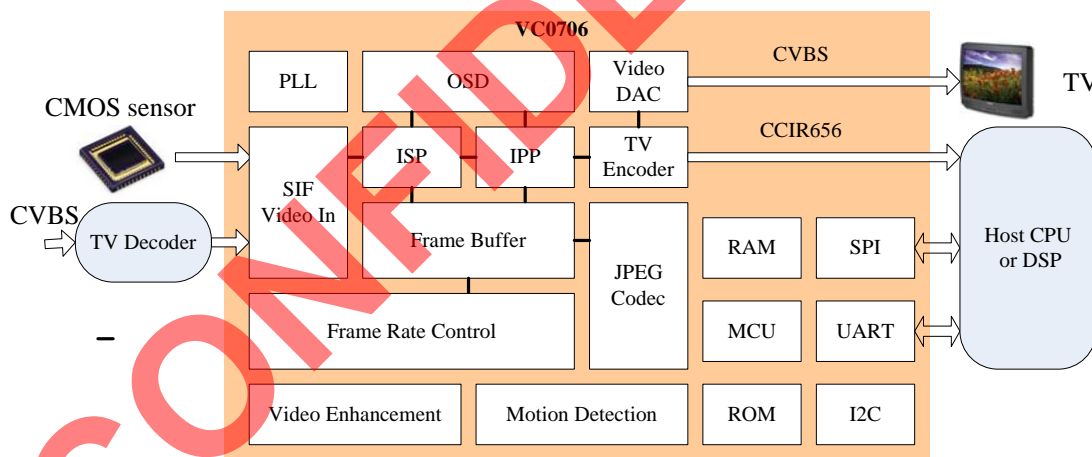 VC0706
PLL
OSD
Video
DAC
CVBS
TV
CMOS sensor
CCIR656
SIF
Video In
ISP
IPP
TV
Encoder
CVBS
TV Decoder
Frame Buffer
JPEG
Codec
RAM
SPI
Host CPU
or DSP
Frame Rate Control
MCU
UART
Video Enhancement
Motion Detection
ROM
I2C
CONFIDE